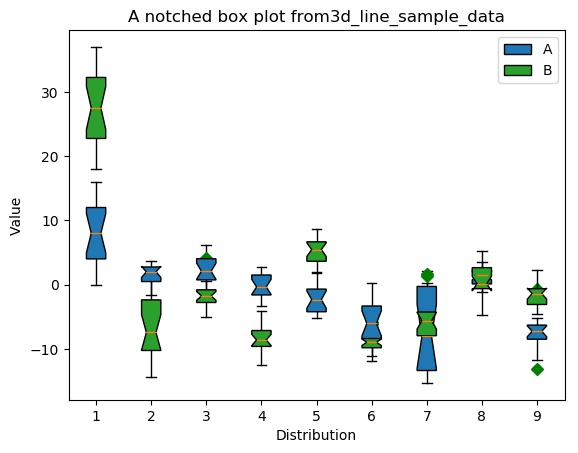 A notched box plot from3d_line_sample_data
A
B
Value
30
20
10
0
−10
1 2 3 4 5 6 7 8 9
Distribution